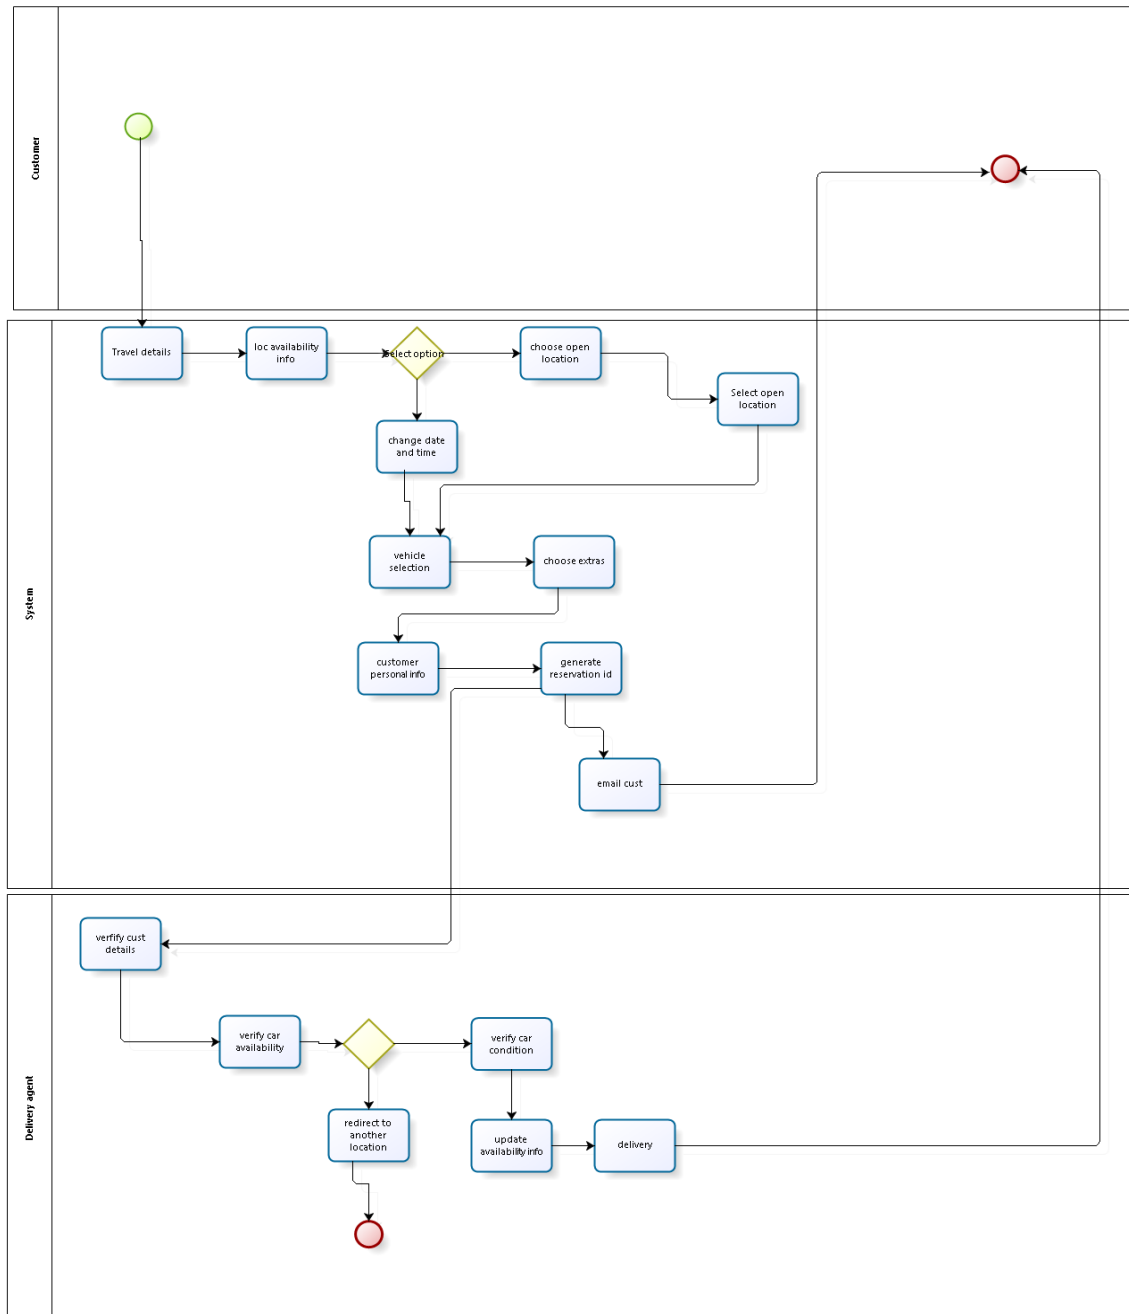 Customer
Travel details
loc availability
info
Select option
choose open
location
Select open
location
change date
and time
vehicle
selection
choose extras
customer
personal info
generate
reservation id
email cust
System
verfify cust
details
verify car
availability
verify car
condition
redirect to
another
location
update
availability info
delivery
Delivery agent